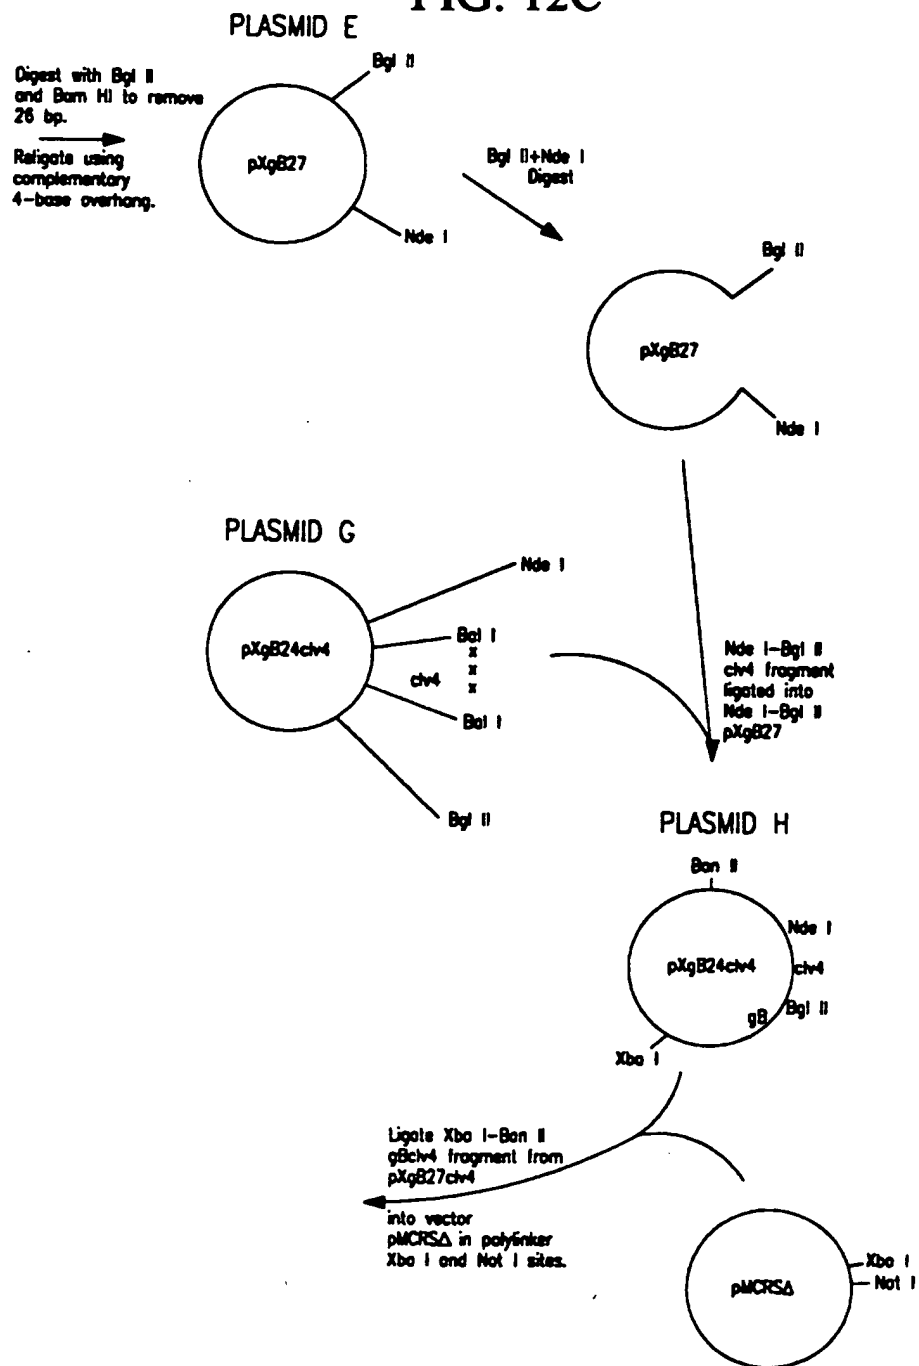 FIG. 12C
PLASMID E
Digest with Bgl II
and Bam HI to remove
26 bp.
Religate using
complementary
4-base overhang.
Bgl II
pXgB27
Nde I
Bgl II+Nde I
Digest
Bgl II
pXgB27
Nde I
PLASMID G
Nde I
pXgB24clv4
Bal I
x
x
x
clv4
Bal I
Bgl II
Nde I-Bgl II
clv4 fragment
ligated into
Nde I-Bgl II
pXgB27
PLASMID H
Ban II
Nde I
pXgB24clv4
clv4
Bgl II
gB
Xba I
Ligate Xba I-Ban II
gBclv4 fragment from
pXgB27clv4
into vector
pMCRSΔ in polylinker
Xba I and Not I sites.
Xba I
Not I
pMCRSΔ